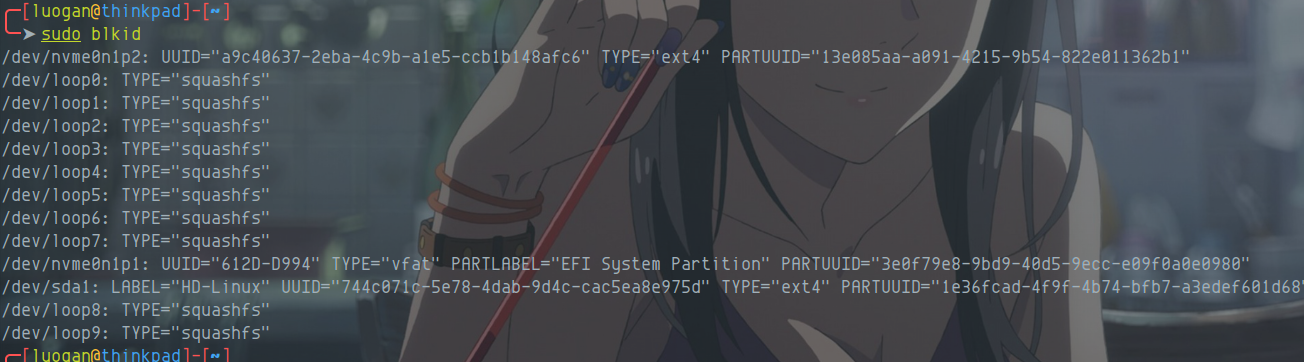 [luogan@thinkpad]-[~]
➤ sudo blkid
/dev/nvme0n1p2: UUID="a9c40637-2eba-4c9b-a1e5-ccb1b148afc6" TYPE="ext4" PARTUUID="13e085aa-a091-4215-9b54-822e011362b1"
/dev/loop0: TYPE="squashfs"
/dev/loop1: TYPE="squashfs"
/dev/loop2: TYPE="squashfs"
/dev/loop3: TYPE="squashfs"
/dev/loop4: TYPE="squashfs"
/dev/loop5: TYPE="squashfs"
/dev/loop6: TYPE="squashfs"
/dev/loop7: TYPE="squashfs"
/dev/nvme0n1p1: UUID="612D-D994" TYPE="vfat" PARTLABEL="EFI System Partition" PARTUUID="3e0f79e8-9bd9-40d5-9ecc-e09f0a0e0980"
/dev/sda1: LABEL="HD-Linux" UUID="744c071c-5e78-4dab-9d4c-cac5ea8e975d" TYPE="ext4" PARTUUID="1e36fcad-4f9f-4b74-bfb7-a3edef601d68"
/dev/loop8: TYPE="squashfs"
/dev/loop9: TYPE="squashfs"
[luogan@thinkpad]-[~]